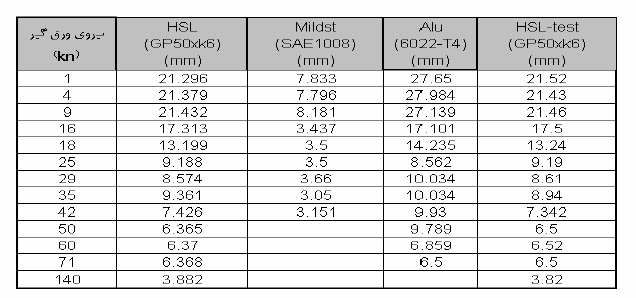 نیروی ورق گیر (kn) HSL (GP50xk6) (mm) Mildst (SAE1008) (mm) Alu (6022-T4) (mm) HSL-test (GP50xk6) (mm)
1 21.296 7.833 27.65 21.52
4 21.379 7.796 27.984 21.43
9 21.432 8.181 27.139 21.46
16 17.313 3.437 17.101 17.5
18 13.199 3.5 14.235 13.24
25 9.188 3.5 8.562 9.19
29 8.574 3.66 10.034 8.61
35 9.361 3.05 10.034 8.94
42 7.426 3.151 9.93 7.342
50 6.365 9.789 6.5
60 6.37 6.859 6.52
71 6.368 6.5 6.5
140 3.882 3.82